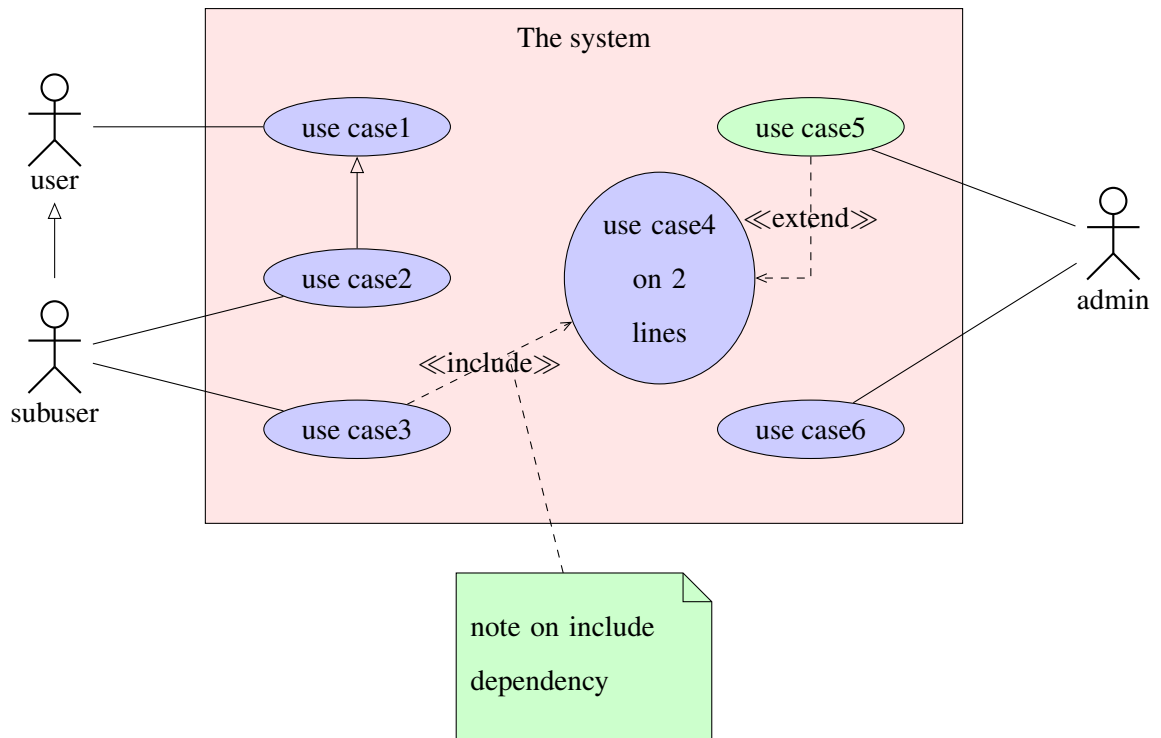 The system
use case1
use case5
user
≪extend≫
use case4
on 2
lines
use case2
admin
≪include≫
subuser
use case3
use case6
note on include
dependency